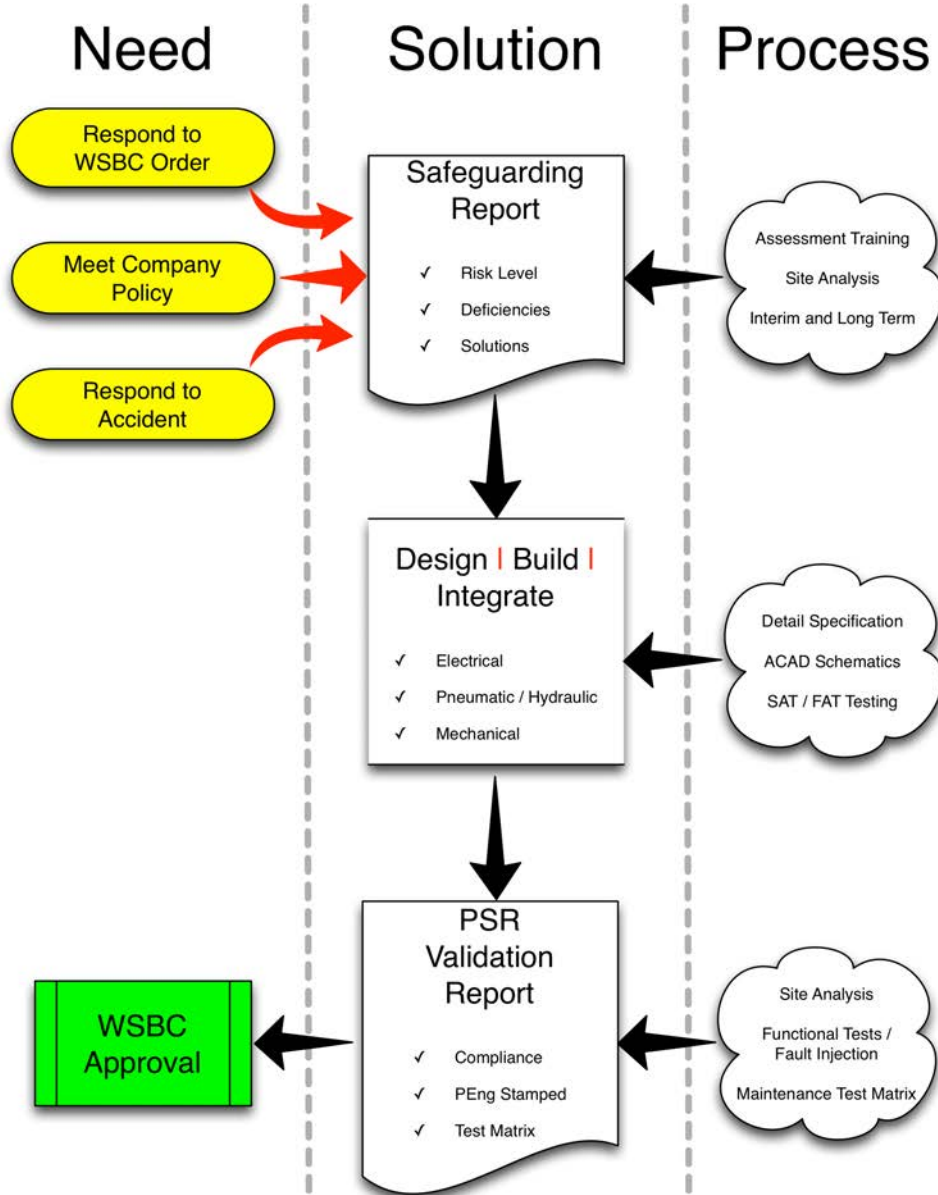 Need
Solution
Process
Respond to
WSBC Order
Meet Company
Policy
Respond to
Accident
Safeguarding
Report
✓ Risk Level
✓ Deficiencies
✓ Solutions
Assessment Training
Site Analysis
Interim and Long Term
Design | Build |
Integrate
✓ Electrical
✓ Pneumatic / Hydraulic
✓ Mechanical
Detail Specification
ACAD Schematics
SAT / FAT Testing
PSR
Validation
Report
✓ Compliance
✓ PEng Stamped
✓ Test Matrix
Site Analysis
Functional Tests /
Fault Injection
Maintenance Test Matrix
WSBC
Approval